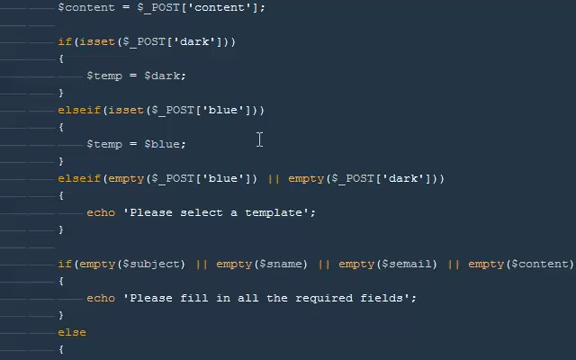 $content = $_POST['content'];
if(isset($_POST['dark']))
{
$temp = $dark;
}
elseif(isset($_POST['blue']))
{
$temp = $blue;
}
elseif(empty($_POST['blue']) || empty($_POST['dark']))
{
echo 'Please select a template';
}
if(empty($subject) || empty($sname) || empty($semail) || empty($content)
{
echo 'Please fill in all the required fields';
}
else
{